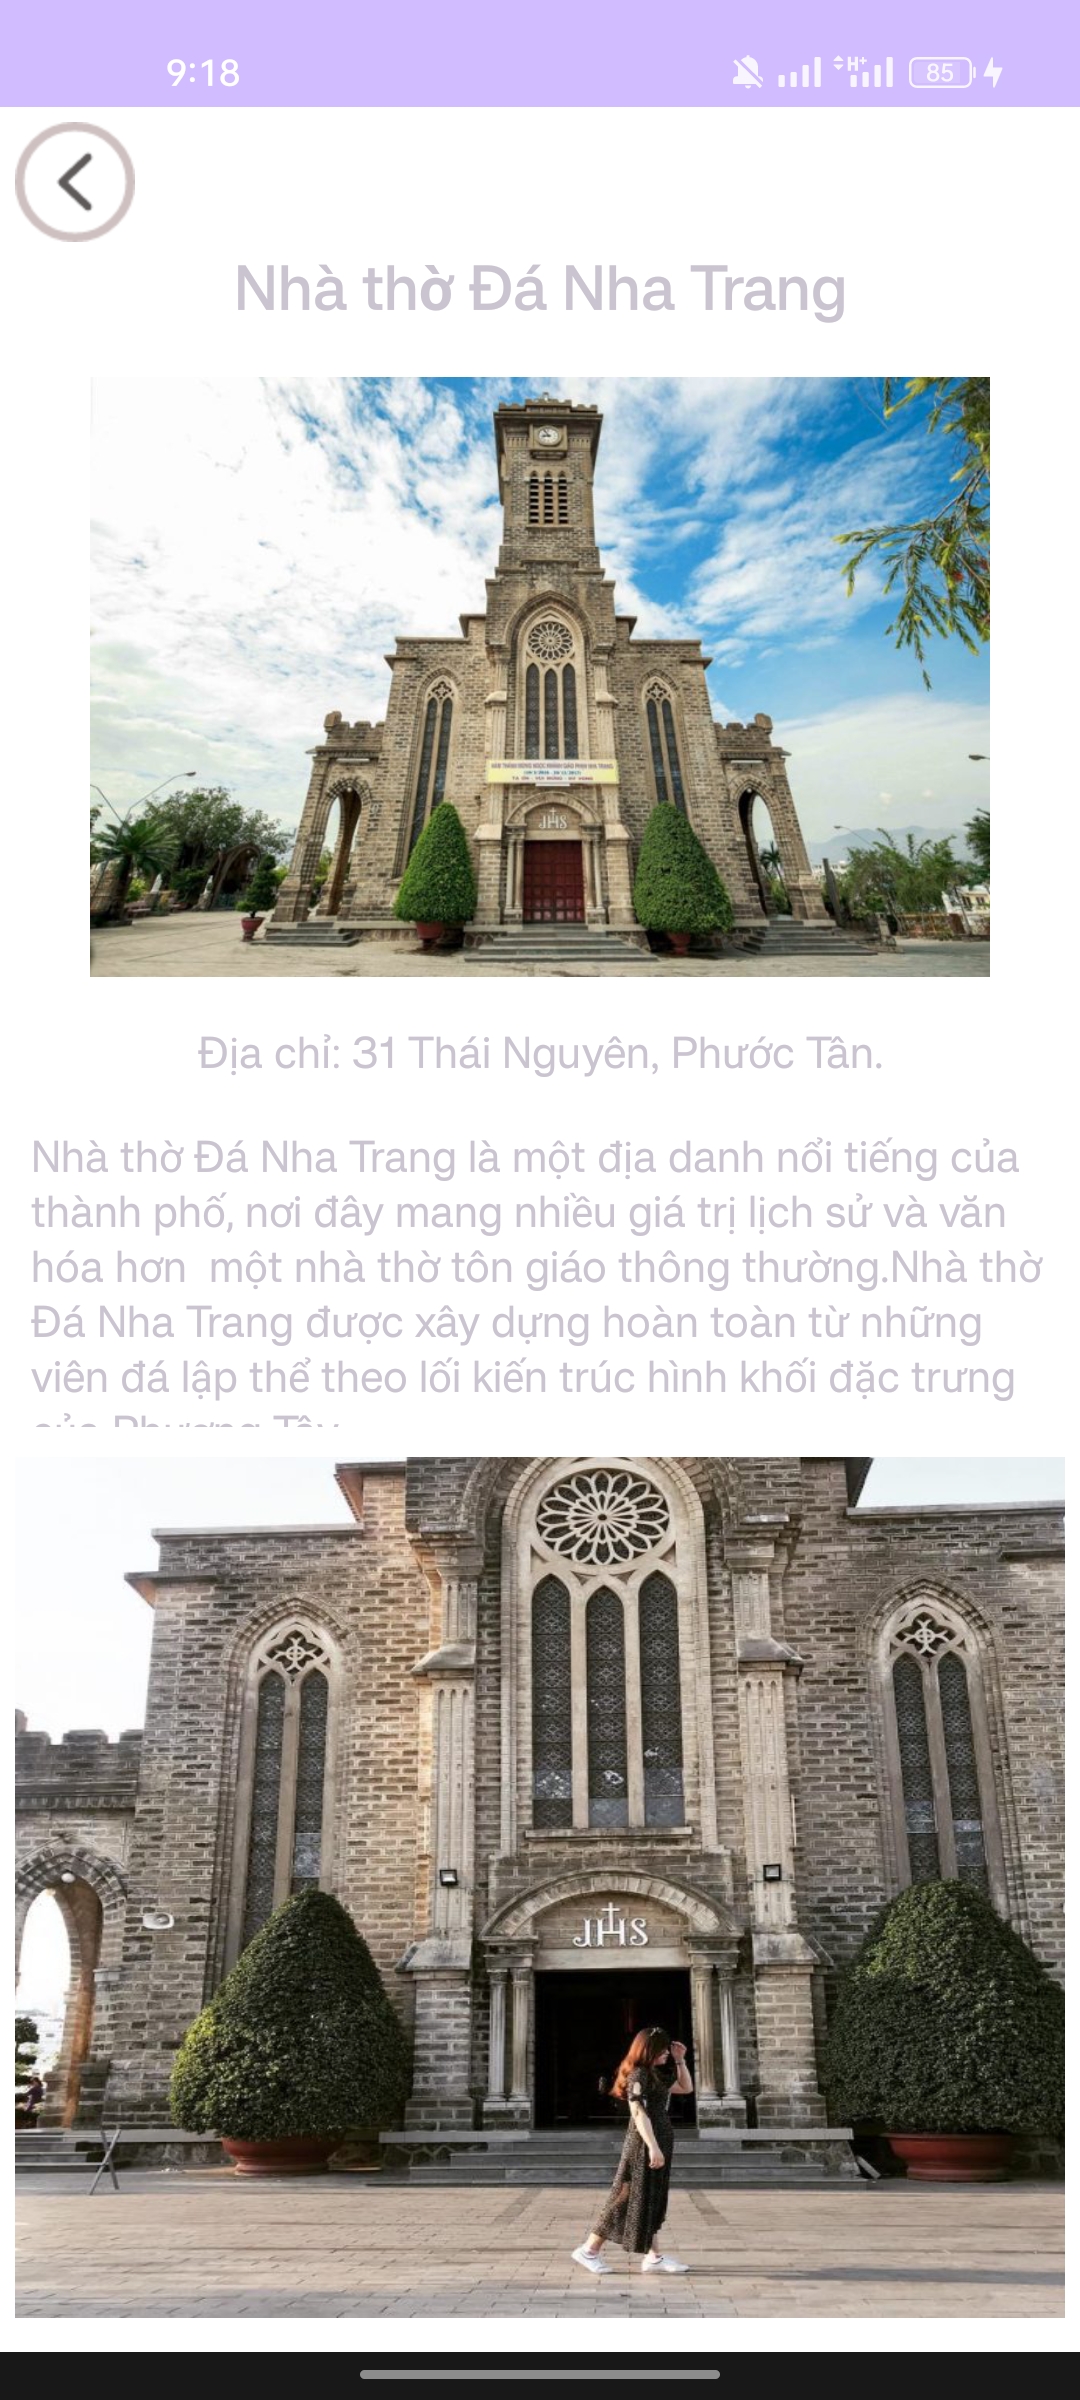 9:18
H+
85
Nhà thờ Đá Nha Trang
JHS
Địa chỉ: 31 Thái Nguyên, Phước Tân.
Nhà thờ Đá Nha Trang là một địa danh nổi tiếng của
thành phố, nơi đây mang nhiều giá trị lịch sử và văn
hóa hơn  một nhà thờ tôn giáo thông thường.Nhà thờ
Đá Nha Trang được xây dựng hoàn toàn từ những
viên đá lập thể theo lối kiến trúc hình khối đặc trưng
của Phương Tây
JHS